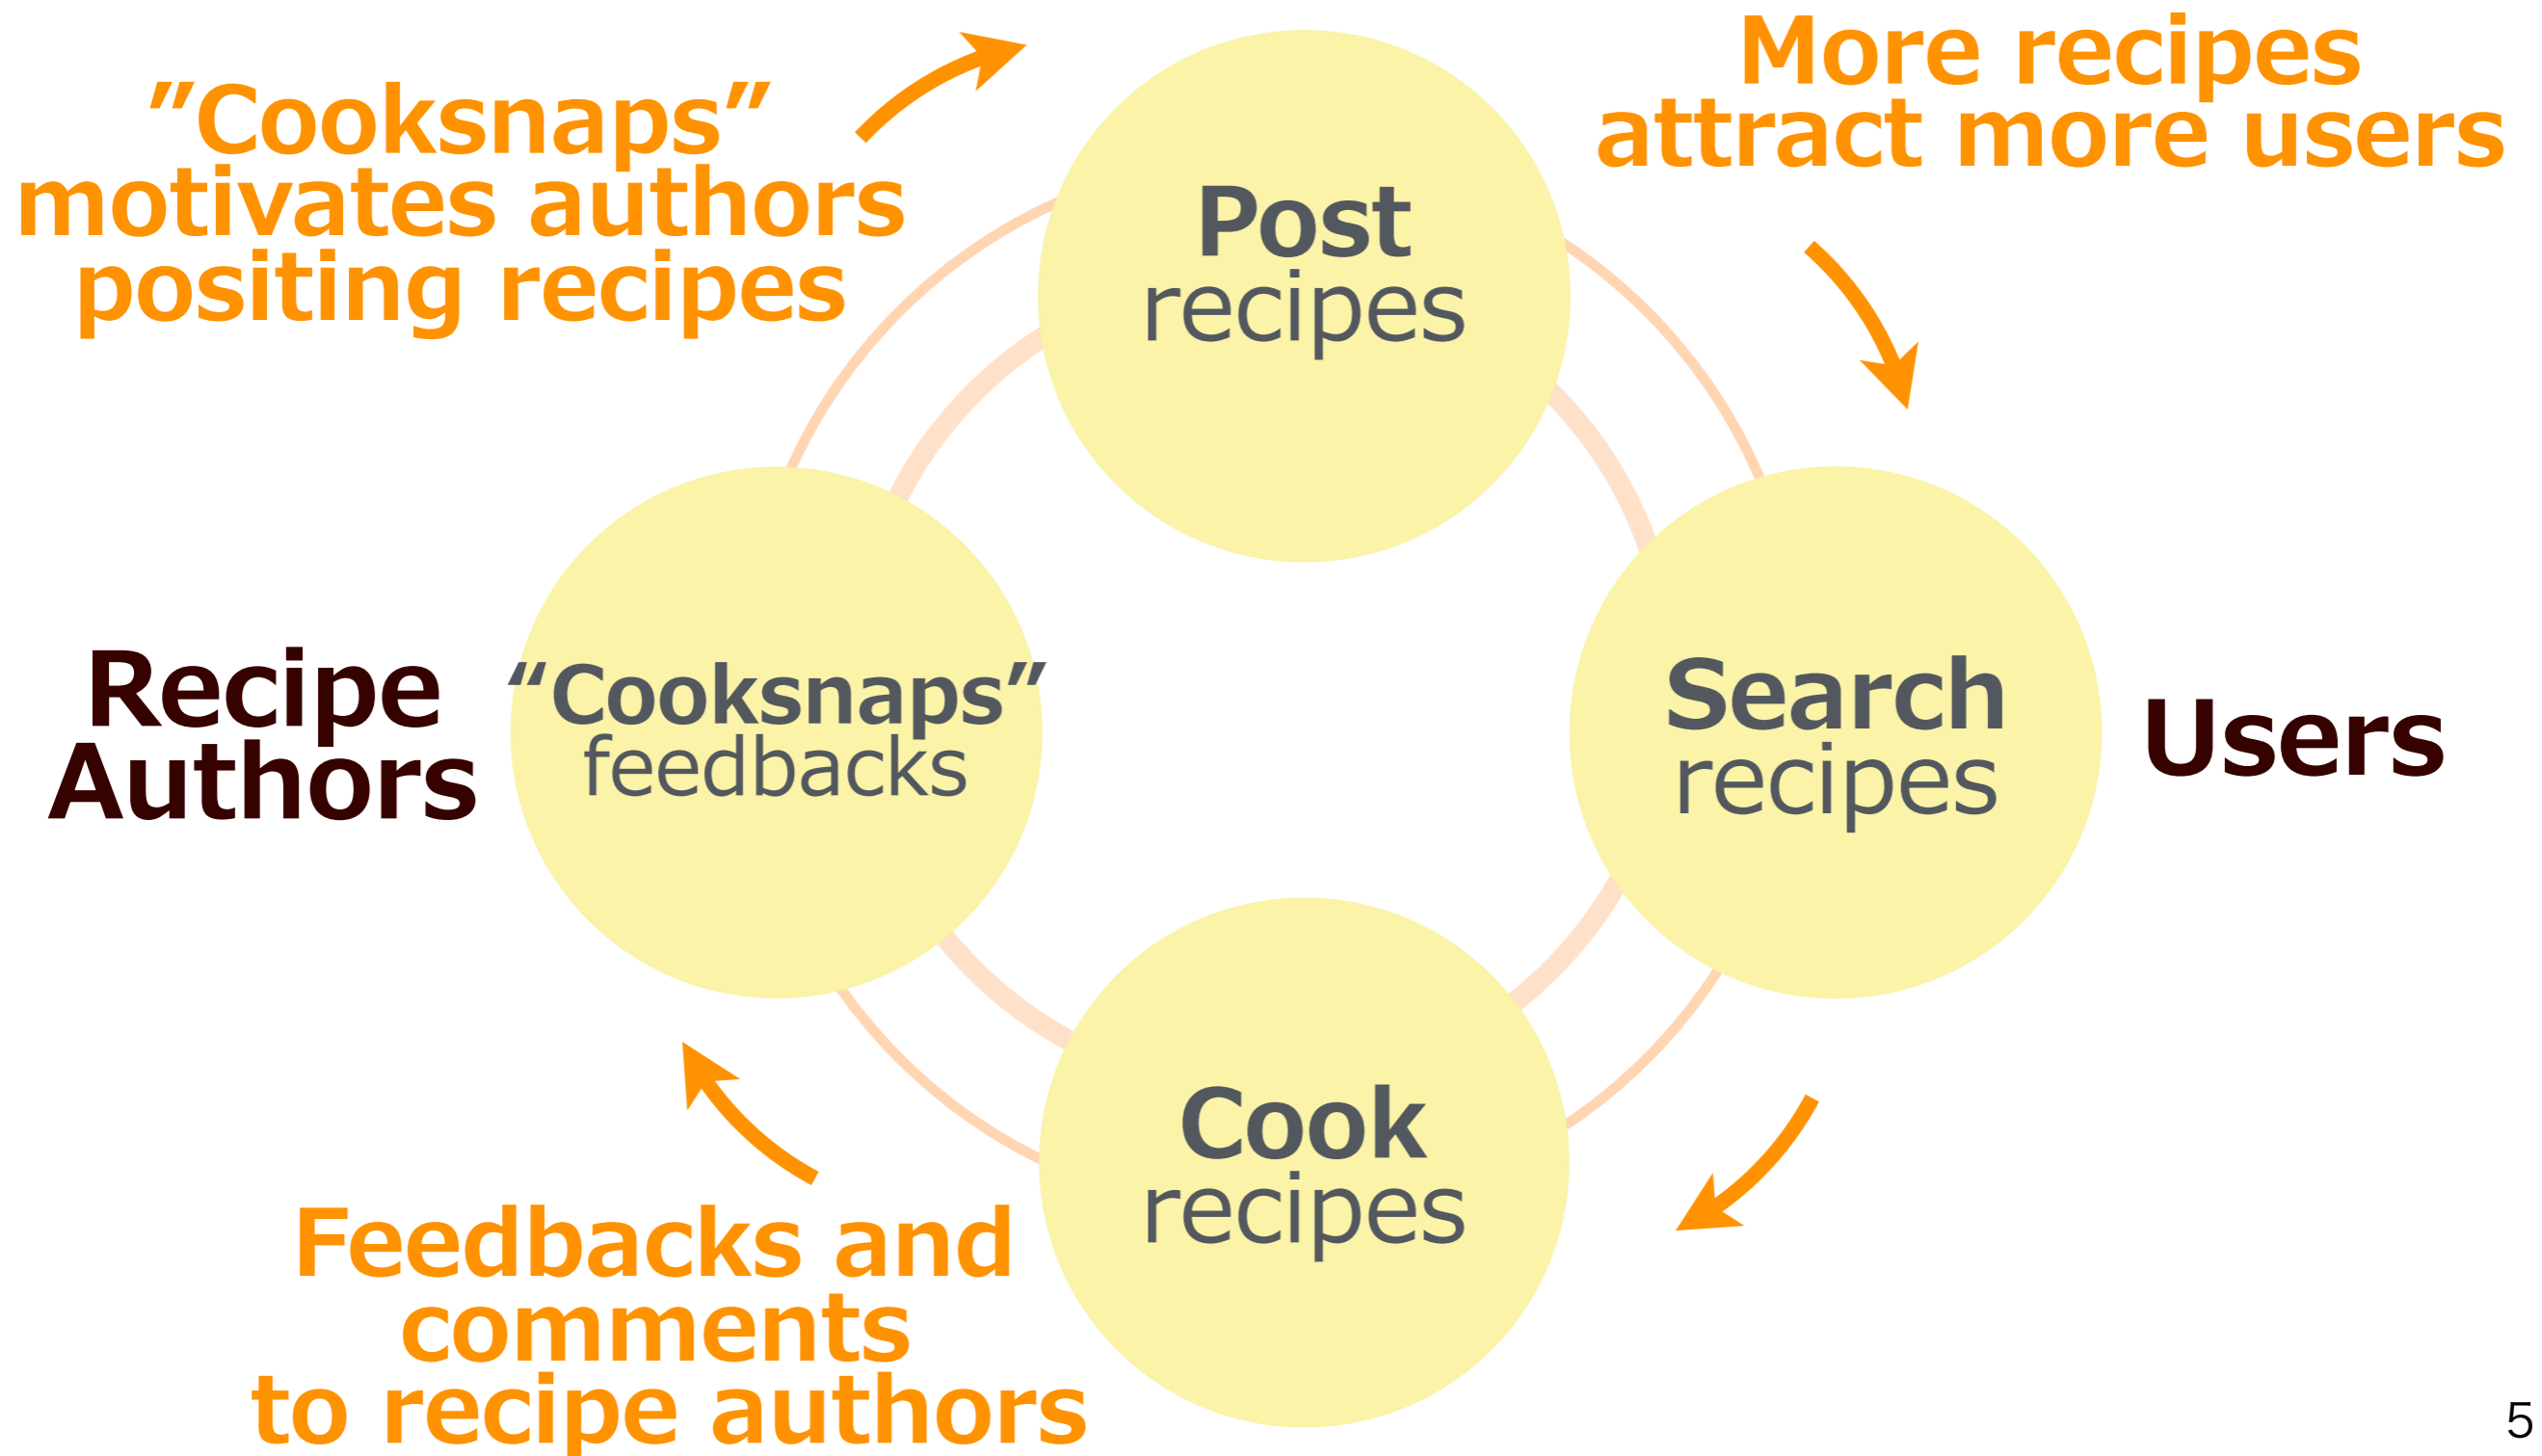 ”Cooksnaps”
motivates authors
positing recipes
More recipes
attract more users
Post
recipes
Recipe
Authors
“Cooksnaps”
feedbacks
Search
recipes
Users
Cook
recipes
Feedbacks and
comments
to recipe authors
5